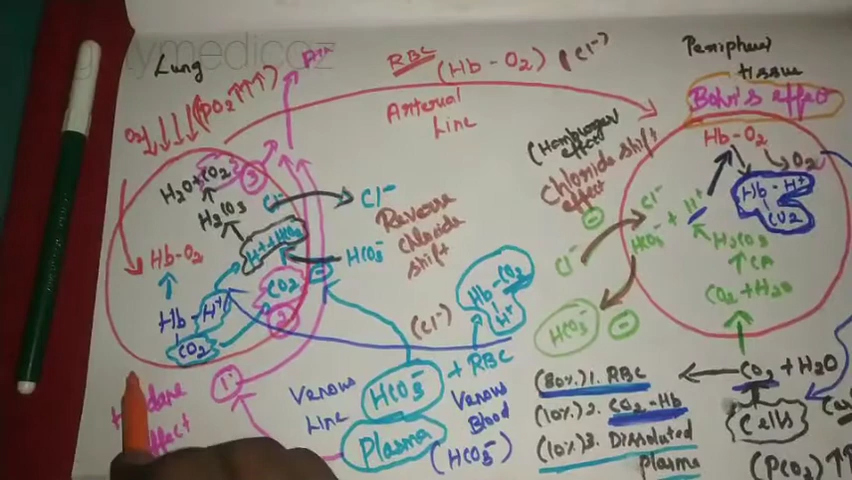 Lung
RBC (Hb-O2) (Cl-)
Arterial
Line
Peripheral
tissue
Bohr's effect
O2 ↓↓↓ (PO2↑↑↑)
H2O+CO2
H2CO3
Cl-
Cl-
HCO3-
Reverse
chloride
shift
Hb-O2
Hb-H+
CO2
CO2
(Hamburger
effect
Chloride shift
effect
Cl-
HCO3-
Cl-
HCO3- + H+
H2CO3
CA
CO2+H2O
Hb-O2
O2
Hb-H+
CO2
Hb-CO2
H+
(Cl-)
HCO3- + RBC
Plasma
Venous
Line
Venous
Blood
(HCO3-)
effect
(80%)1. RBC
(10%)2. CO2-Hb
(10%)3. Dissoluted
plasma
CO2+H2O
Cells
(PCO2)↑↑